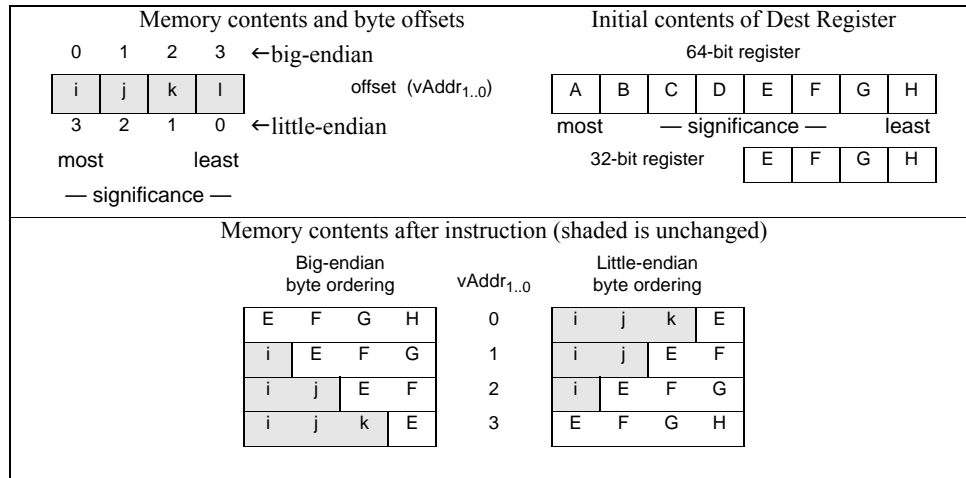 Memory contents and byte offsets
Initial contents of Dest Register
0 1 2 3 ←big-endian
64-bit register
i j k l
offset (vAddr1..0)
A B C D E F G H
3 2 1 0 ←little-endian
most — significance — least
most least
32-bit register
E F G H
— significance —
Memory contents after instruction (shaded is unchanged)
Big-endian
byte ordering
vAddr1..0
Little-endian
byte ordering
E F G H 0 i j k E
i E F G 1 i j E F
i j E F 2 i E F G
i j k E 3 E F G H